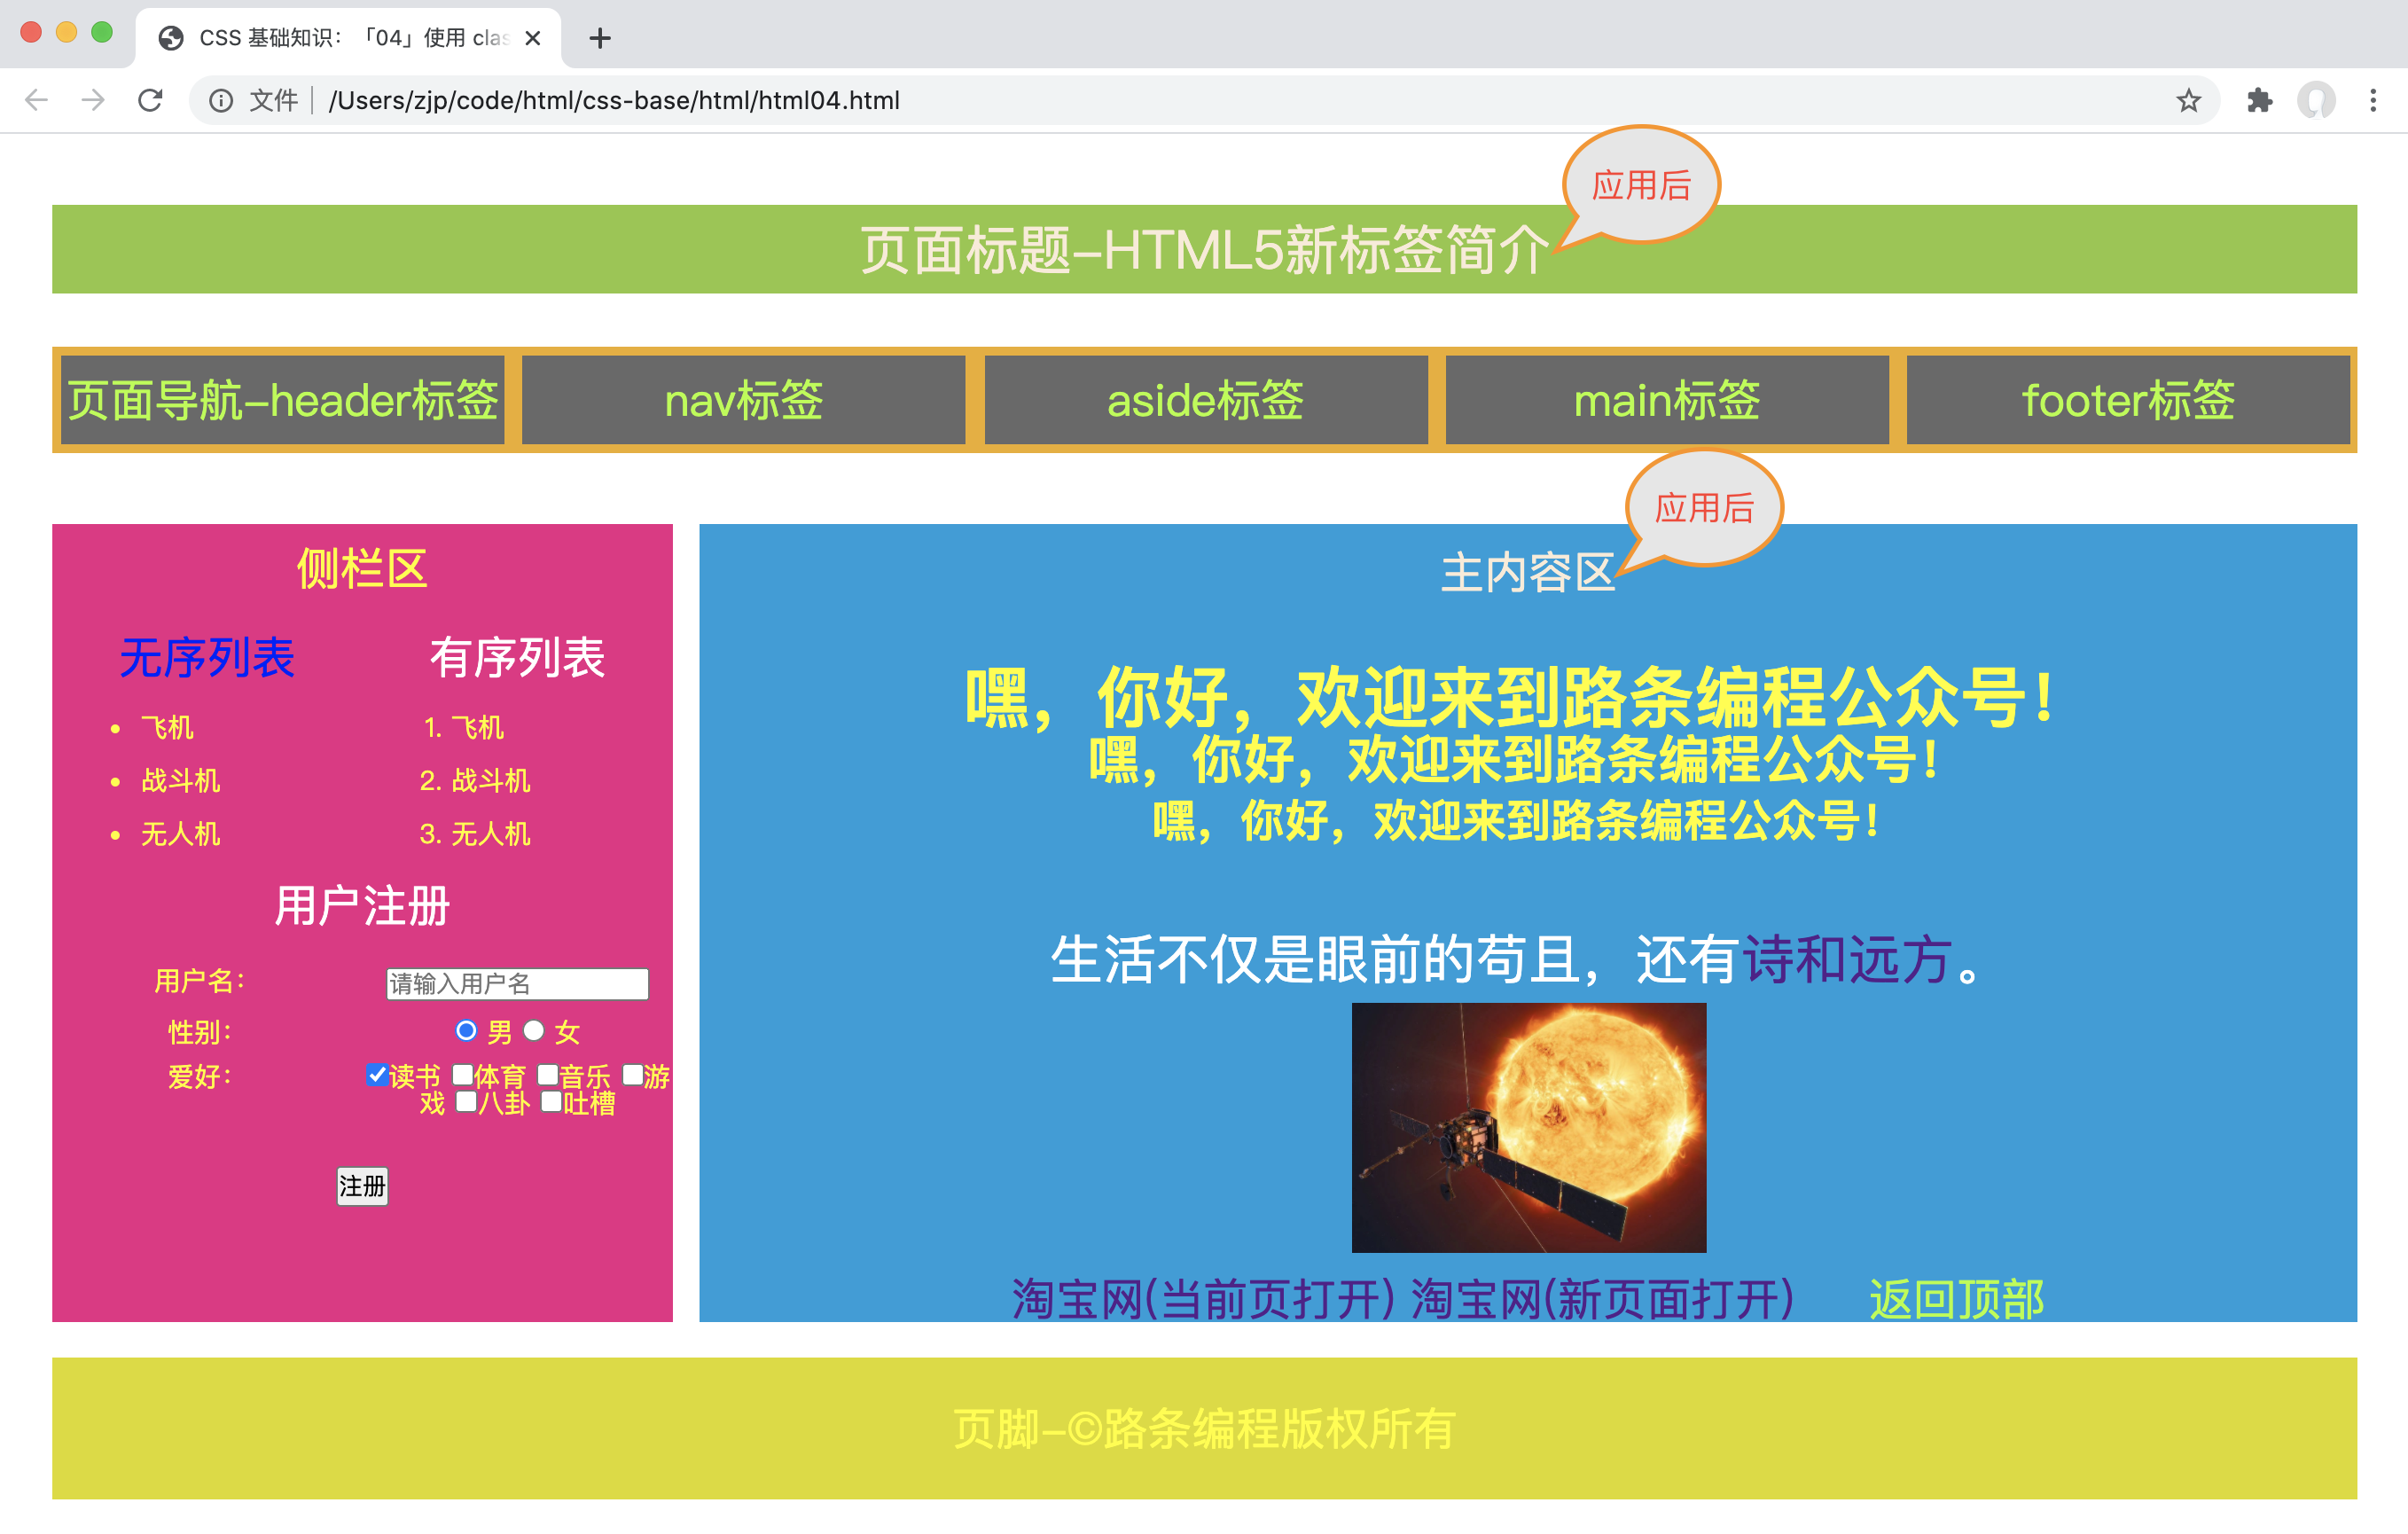 CSS 基础知识：「04」使用 clas
文件
/Users/zjp/code/html/css-base/html/html04.html
应用后
页面标题-HTML5新标签简介
页面导航-header标签
nav标签
aside标签
main标签
footer标签
应用后
侧栏区
无序列表
有序列表
飞机
战斗机
无人机
1. 飞机
2. 战斗机
3. 无人机
用户注册
用户名：
请输入用户名
性别：
男 女
爱好：
读书 体育 音乐 游
戏 八卦 吐槽
注册
主内容区
嘿，你好，欢迎来到路条编程公众号！
嘿，你好，欢迎来到路条编程公众号！
嘿，你好，欢迎来到路条编程公众号！
生活不仅是眼前的苟且，还有诗和远方。
淘宝网(当前页打开) 淘宝网(新页面打开) 返回顶部
页脚-©路条编程版权所有